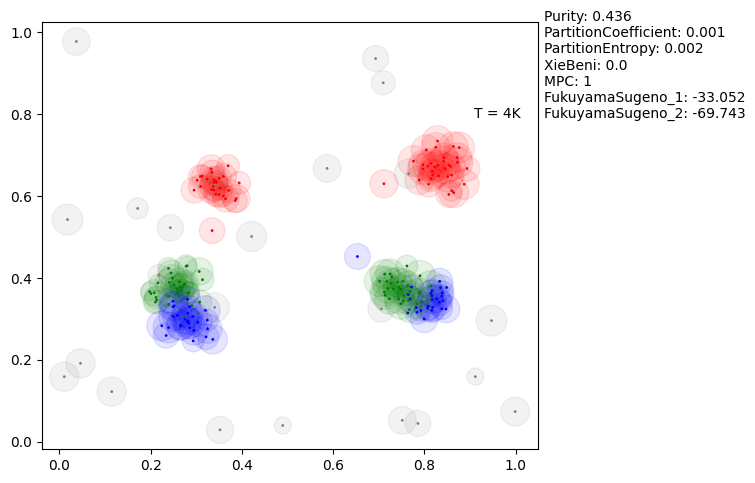 Purity: 0.436
PartitionCoefficient: 0.001
PartitionEntropy: 0.002
XieBeni: 0.0
MPC: 1
FukuyamaSugeno_1: -33.052
FukuyamaSugeno_2: -69.743
T = 4K
1.0
0.8
0.6
0.4
0.2
0.0
0.0 0.2 0.4 0.6 0.8 1.0